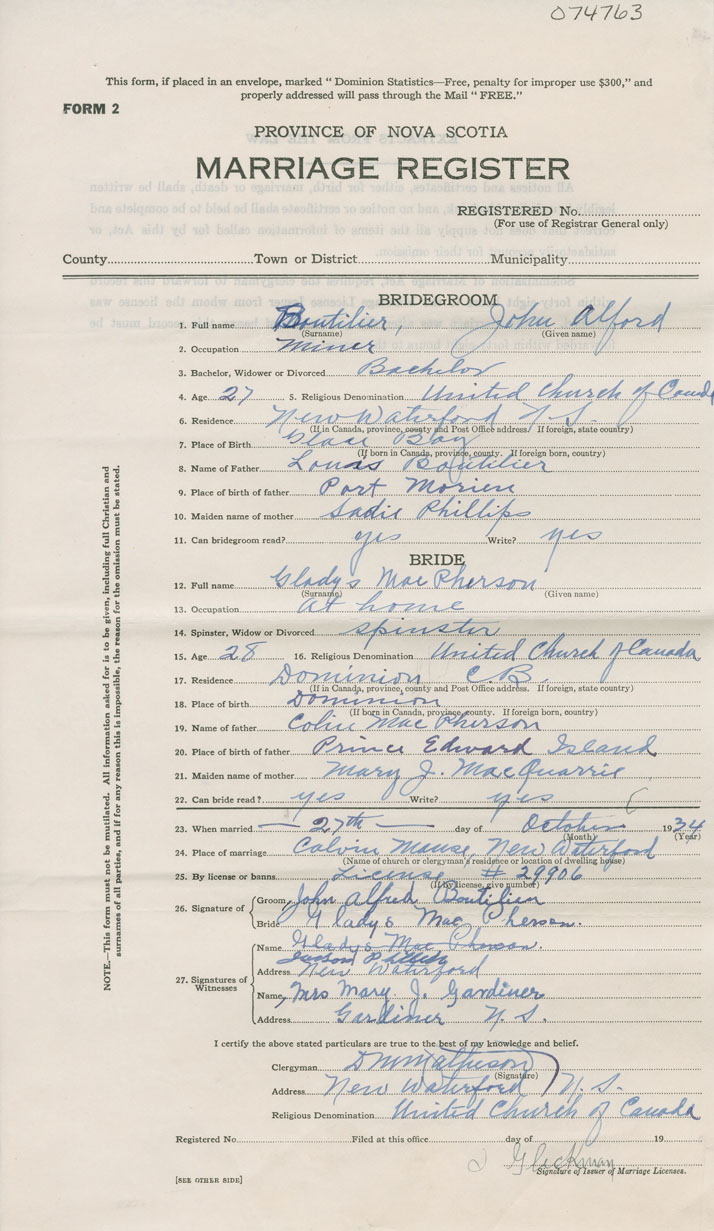 074763
This form, if placed in an envelope, marked " Dominion Statistics—Free, penalty for improper use $300," and
properly addressed will pass through the Mail " FREE."
FORM 2
PROVINCE OF NOVA SCOTIA
MARRIAGE REGISTER
REGISTERED No.
(For use of Registrar General only)
County Town or District Municipality
BRIDEGROOM
1. Full name Boutilier, John Alford
(Surname) (Given name)
2. Occupation Miner
3. Bachelor, Widower or Divorced Bachelor
4. Age 27 5. Religious Denomination United Church of Canada
6. Residence New Waterford N.S.
(If in Canada, province, county and Post Office address. If foreign, state country)
7. Place of Birth Glace Bay
(If born in Canada, province, county. If foreign born, country)
8. Name of Father Louis Boutilier
9. Place of birth of father Port Morien
10. Maiden name of mother Sadie Phillips
11. Can bridegroom read? yes Write? yes
BRIDE
12. Full name Gladys MacPherson
(Surname) (Given name)
13. Occupation at home
14. Spinster, Widow or Divorced spinster
15. Age 28 16. Religious Denomination United Church of Canada
17. Residence Dominion C.B.
(If in Canada, province, county and Post Office address. If foreign, state country)
18. Place of birth Dominion
(If born in Canada, province, county. If foreign born, country)
19. Name of father Colin MacPherson
20. Place of birth of father Prince Edward Island
21. Maiden name of mother Mary J. MacQuarrie
22. Can bride read? yes Write? yes
23. When married — 27th — day of October 1934
(Month) (Year)
24. Place of marriage Calvin Manse, New Waterford
(Name of church or clergyman's residence or location of dwelling house)
25. By license or banns License # 29906
(If by license, give number)
26. Signature of Groom John Alfred Boutilier
Bride Gladys MacPherson.
27. Signatures of Witnesses
Name Gladys MacPherson.
Phillips
Address New Waterford
Name Mrs Mary J. Gardiner
Address Gardiner N.S.
I certify the above stated particulars are true to the best of my knowledge and belief.
Clergyman D M Matheson
(Signature)
Address New Waterford N.S.
Religious Denomination United Church of Canada
Registered No. Filed at this office day of 19
Glickman
Signature of Issuer of Marriage Licenses.
[SEE OTHER SIDE]
NOTE.—This form must not be mutilated. All information asked for is to be given, including full Christian and
surnames of all parties, and if for any reason this is impossible, the reason for the omission must be stated.